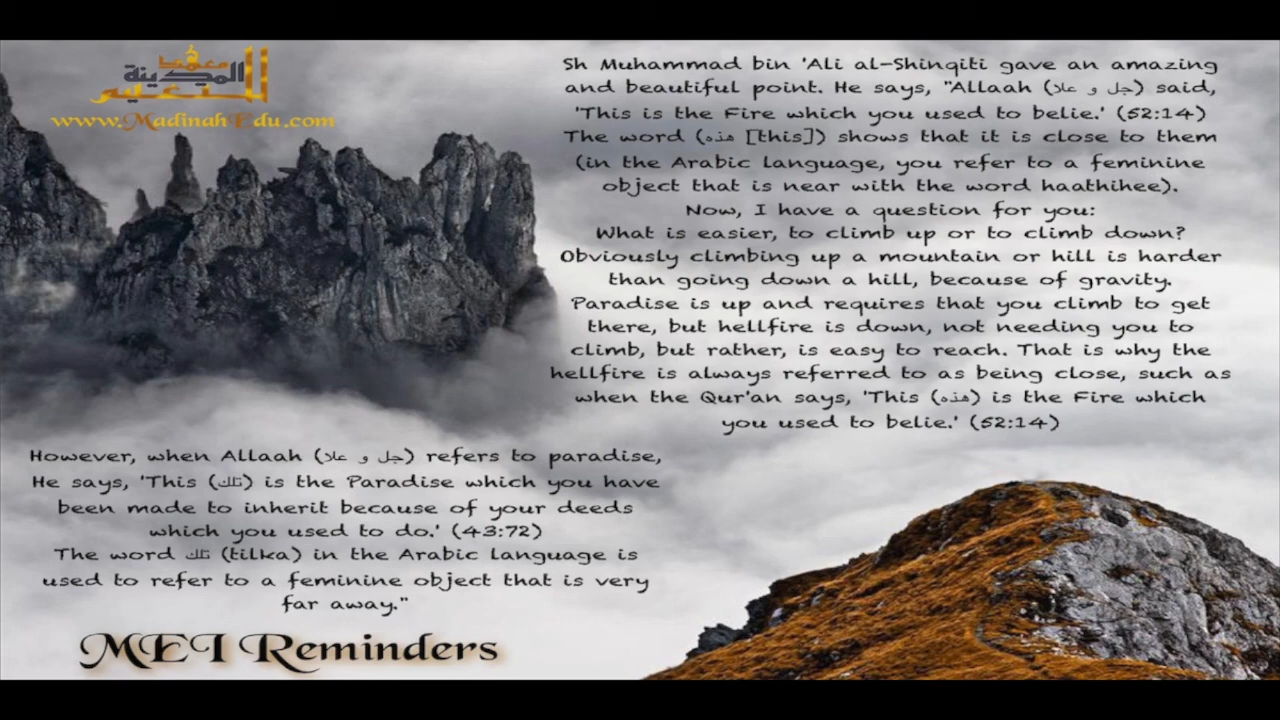 معهد
المدينة
للتعليم
www.MadinahEdu.com
Sh Muhammad bin 'Ali al-Shinqiti gave an amazing
and beautiful point. He says, "Allaah (جل و علا) said,
'This is the Fire which you used to belie.' (52:14)
The word (هذه [this]) shows that it is close to them
(in the Arabic language, you refer to a feminine
object that is near with the word haathihee).
Now, I have a question for you:
What is easier, to climb up or to climb down?
Obviously climbing up a mountain or hill is harder
than going down a hill, because of gravity.
Paradise is up and requires that you climb to get
there, but hellfire is down, not needing you to
climb, but rather, is easy to reach. That is why the
hellfire is always referred to as being close, such as
when the Qur'an says, 'This (هذه) is the Fire which
you used to belie.' (52:14)
However, when Allaah (جل و علا) refers to paradise,
He says, 'This (تلك) is the Paradise which you have
been made to inherit because of your deeds
which you used to do.' (43:72)
The word تلك (tilka) in the Arabic language is
used to refer to a feminine object that is very
far away."
MEI Reminders